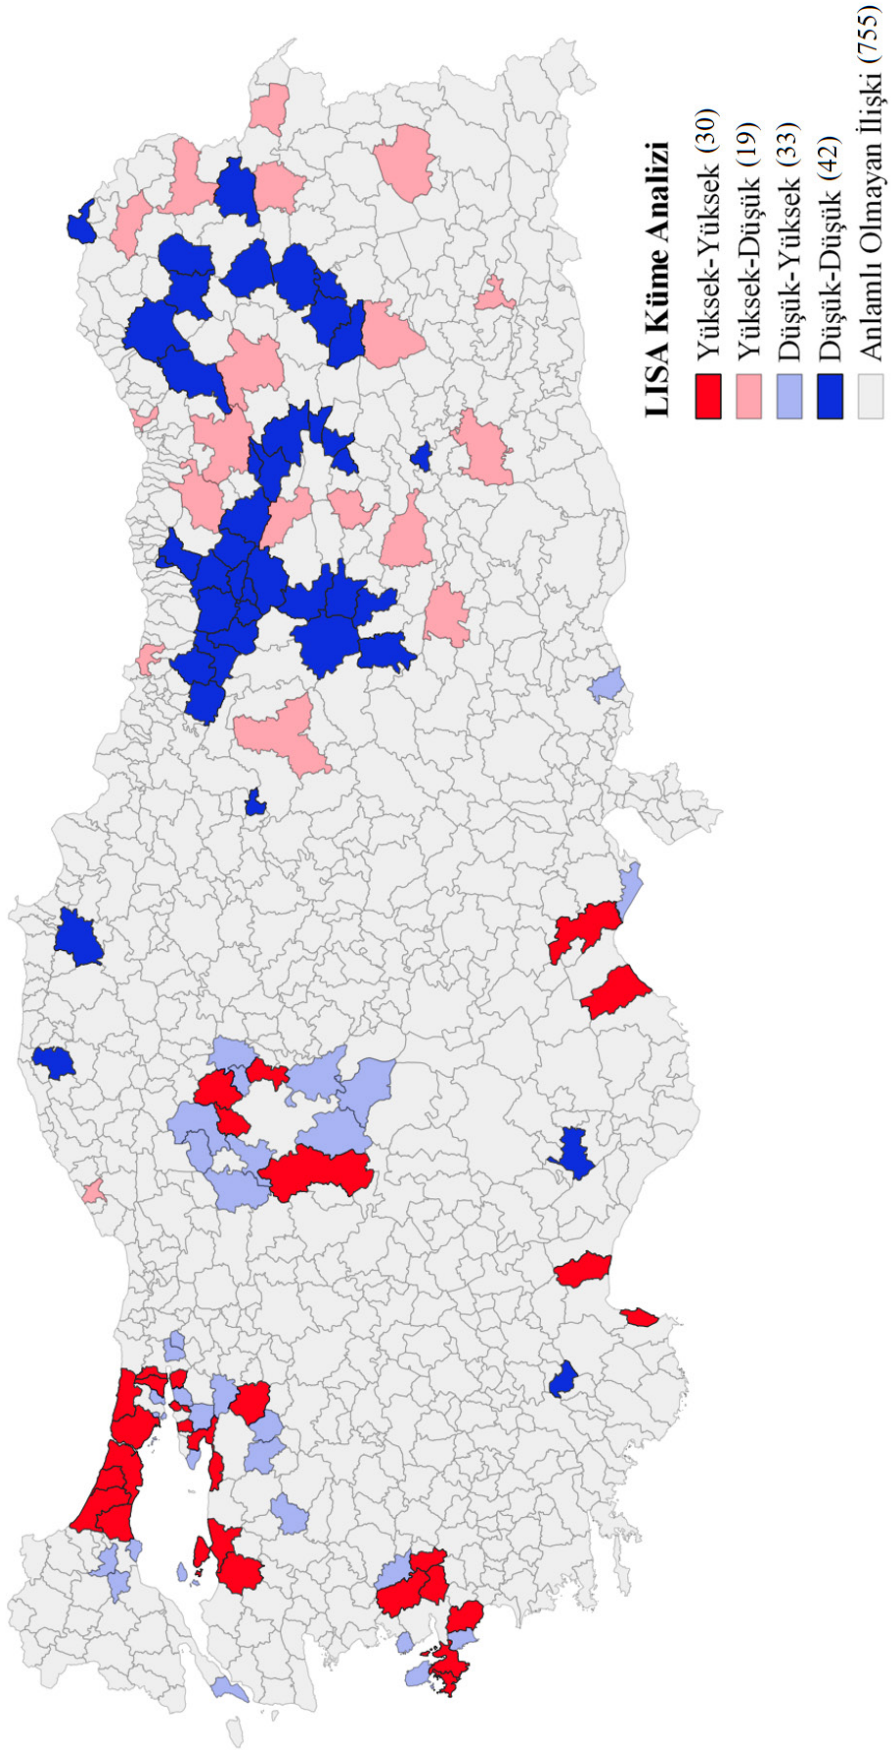 LISA Küme Analizi
Yüksek-Yüksek (30)
Yüksek-Düşük (19)
Düşük-Yüksek (33)
Düşük-Düşük (42)
Anlamlı Olmayan İlişki (755)